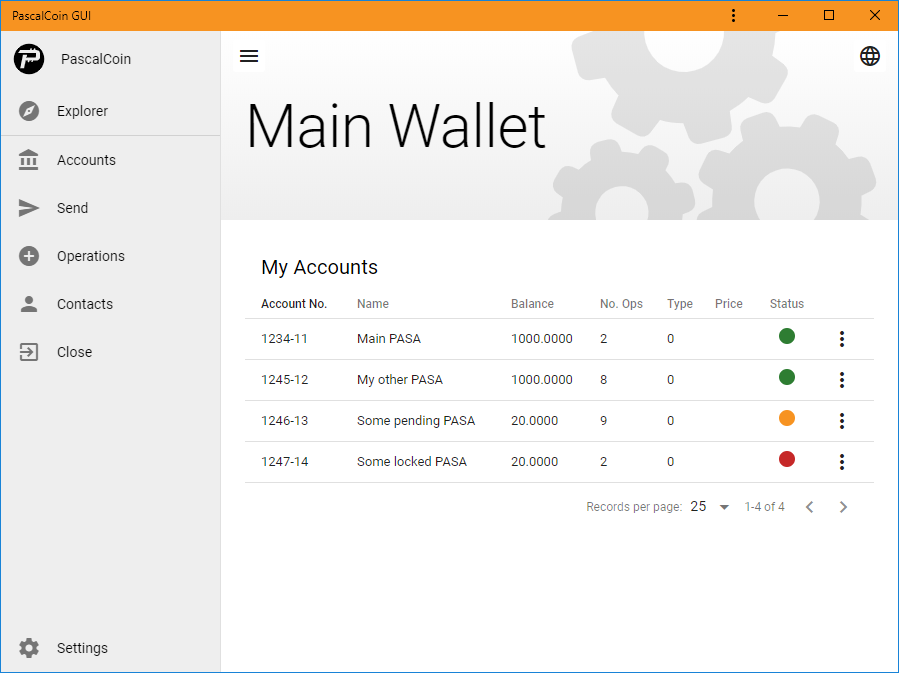 PascalCoin GUI
PascalCoin
Explorer
Accounts
Send
Operations
Contacts
Close
Settings
Main Wallet
My Accounts
Account No. Name Balance No. Ops Type Price Status
1234-11 Main PASA 1000.0000 2 0
1245-12 My other PASA 1000.0000 8 0
1246-13 Some pending PASA 20.0000 9 0
1247-14 Some locked PASA 20.0000 2 0
Records per page: 25 1-4 of 4